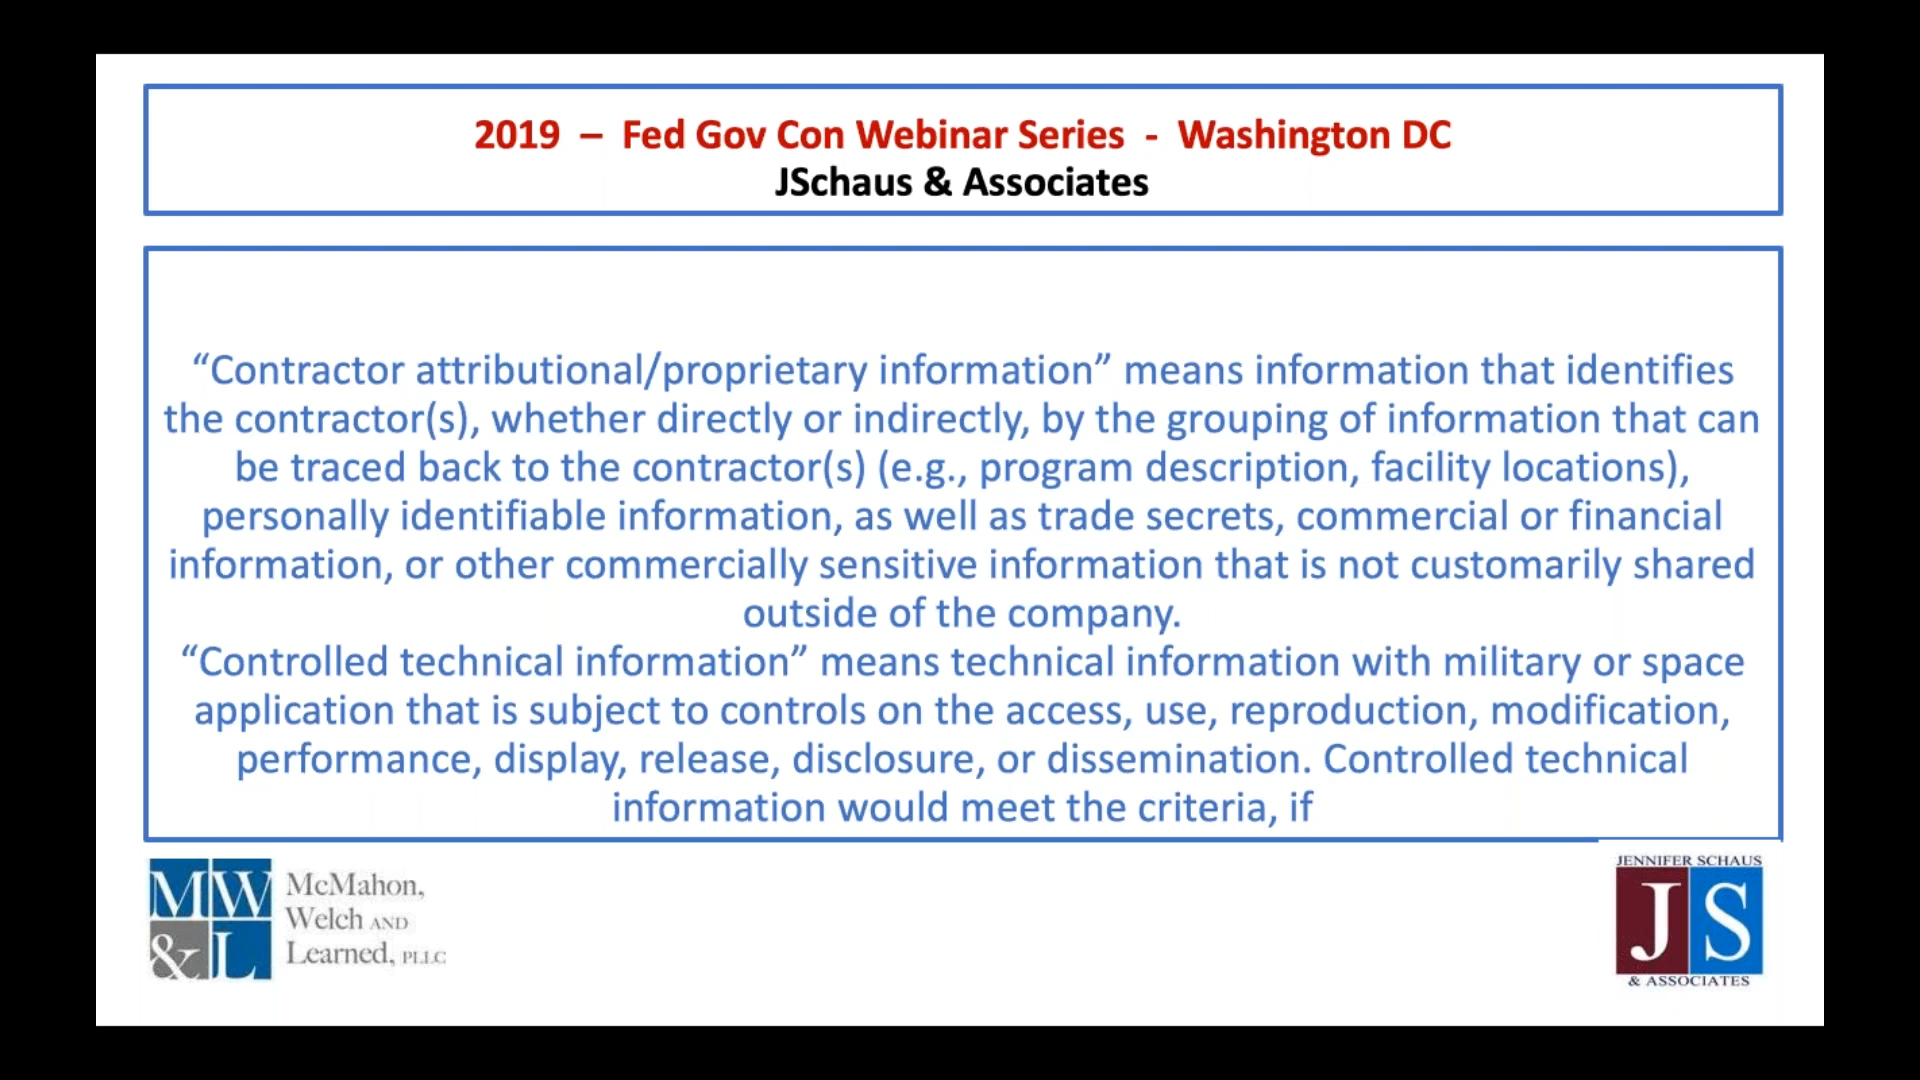 2019 – Fed Gov Con Webinar Series - Washington DC
JSchaus & Associates
“Contractor attributional/proprietary information” means information that identifies
the contractor(s), whether directly or indirectly, by the grouping of information that can
be traced back to the contractor(s) (e.g., program description, facility locations),
personally identifiable information, as well as trade secrets, commercial or financial
information, or other commercially sensitive information that is not customarily shared
outside of the company.
“Controlled technical information” means technical information with military or space
application that is subject to controls on the access, use, reproduction, modification,
performance, display, release, disclosure, or dissemination. Controlled technical
information would meet the criteria, if
MW
&L
McMahon,
Welch AND
Learned, PLLC
JENNIFER SCHAUS
JS
& ASSOCIATES